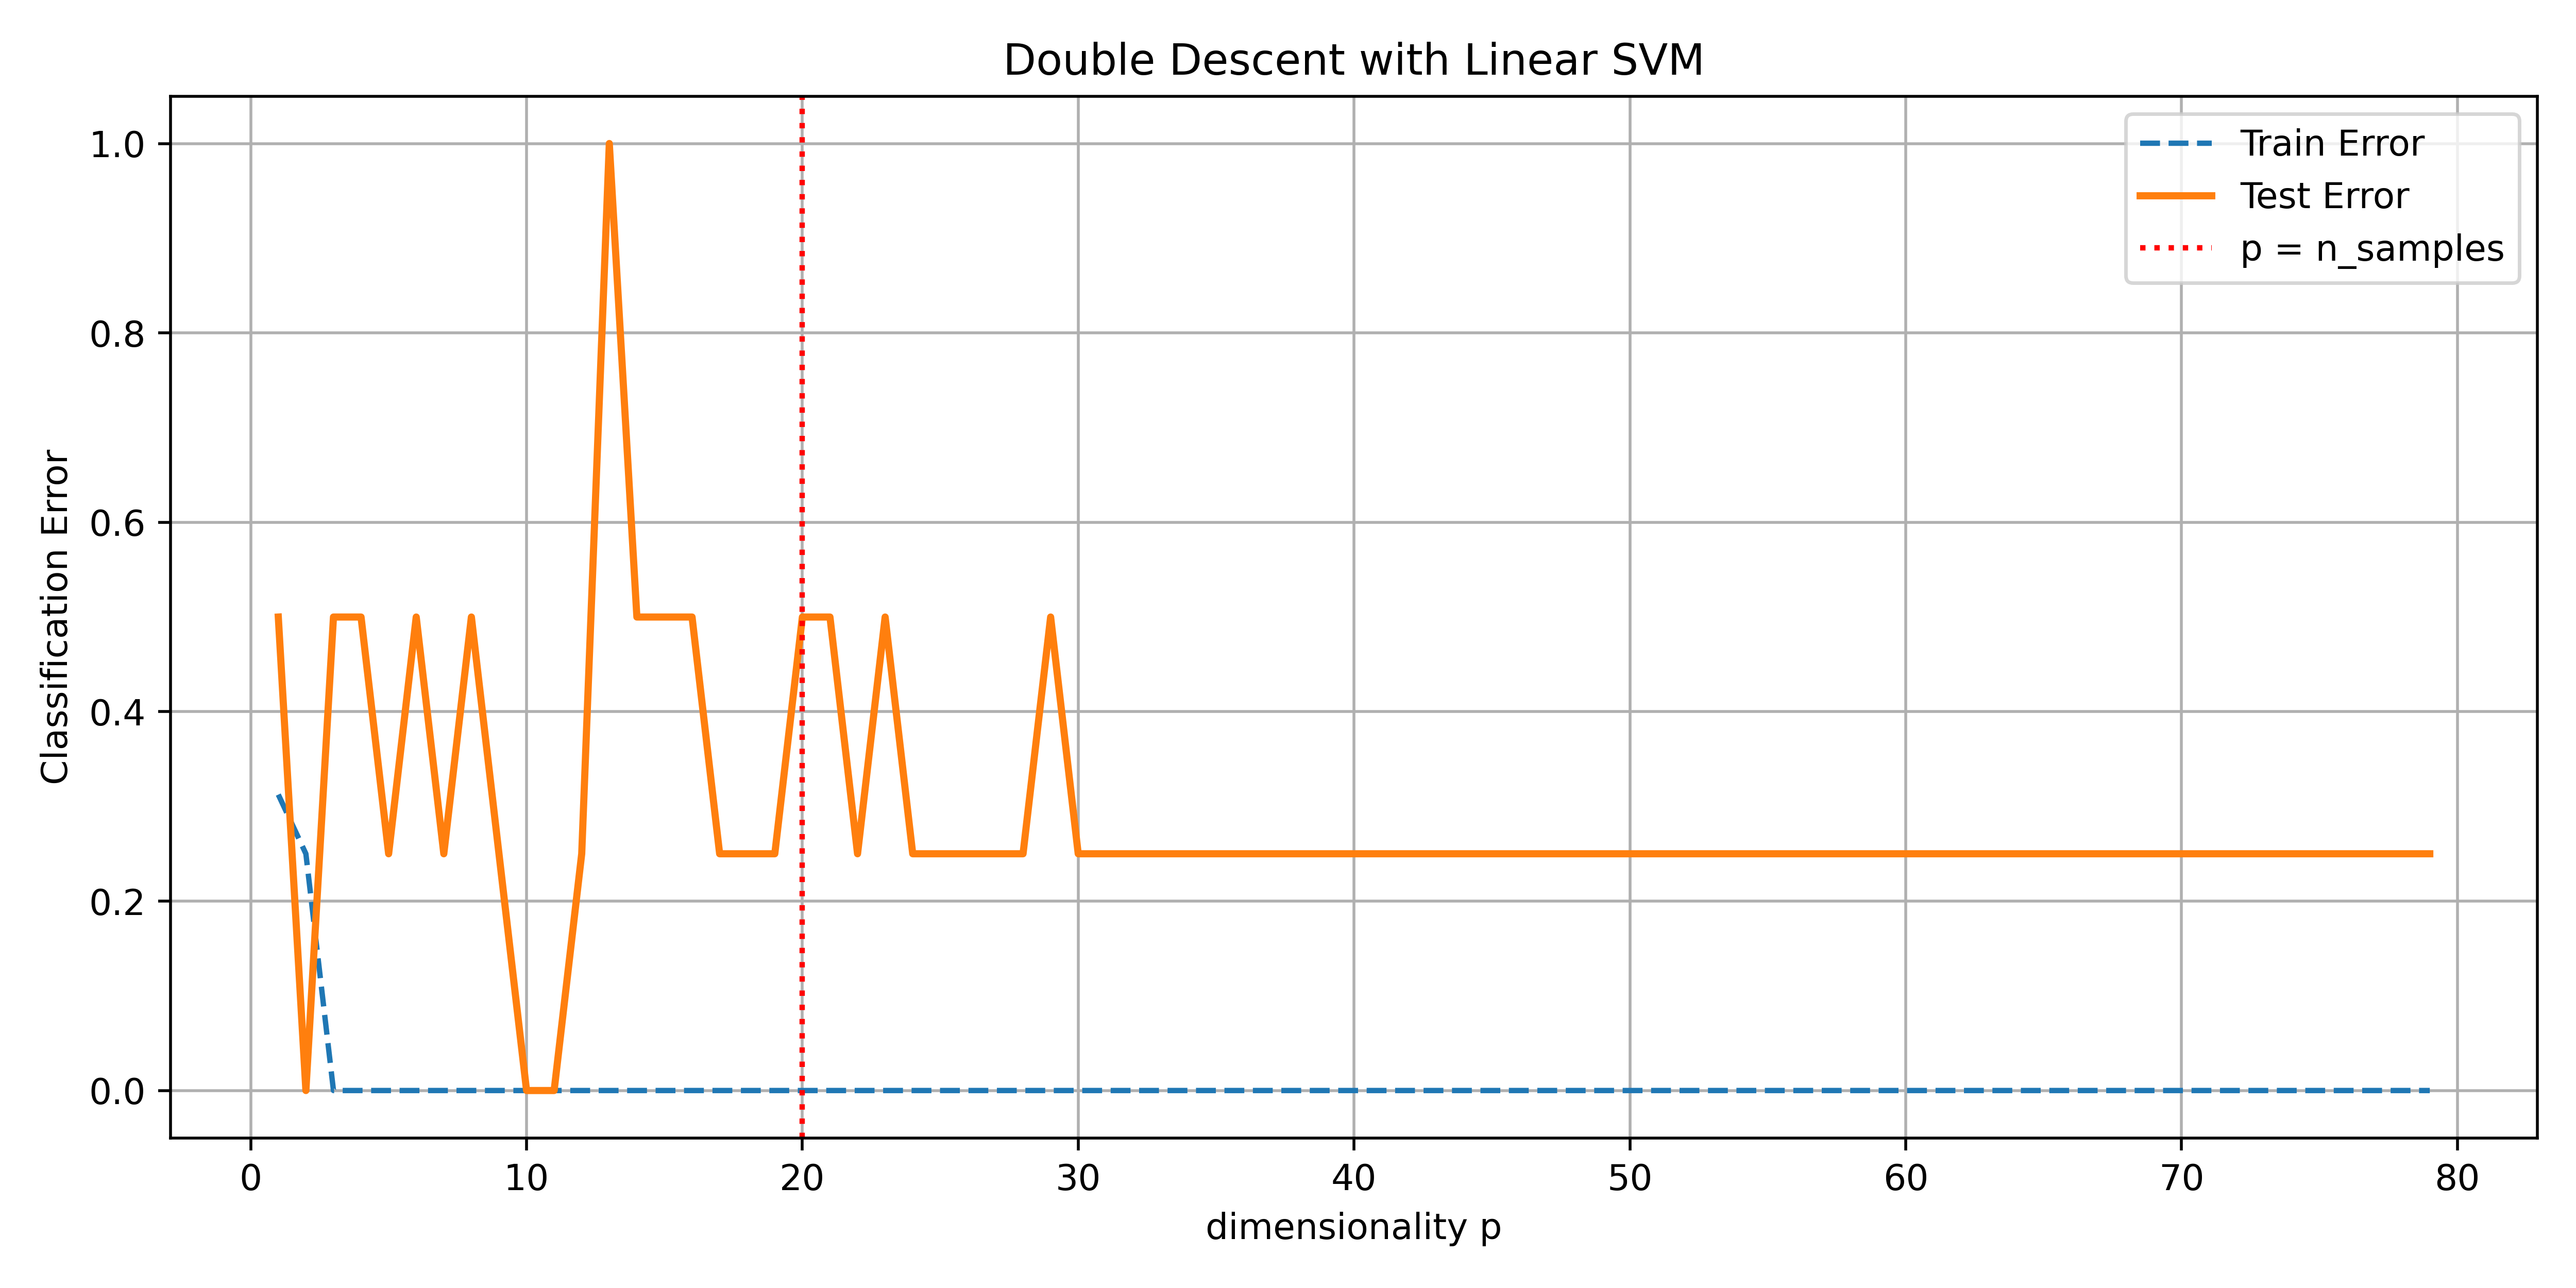 Double Descent with Linear SVM
Train Error
Test Error
p = n_samples
Classification Error
1.0
0.8
0.6
0.4
0.2
0.0
0 10 20 30 40 50 60 70 80
dimensionality p